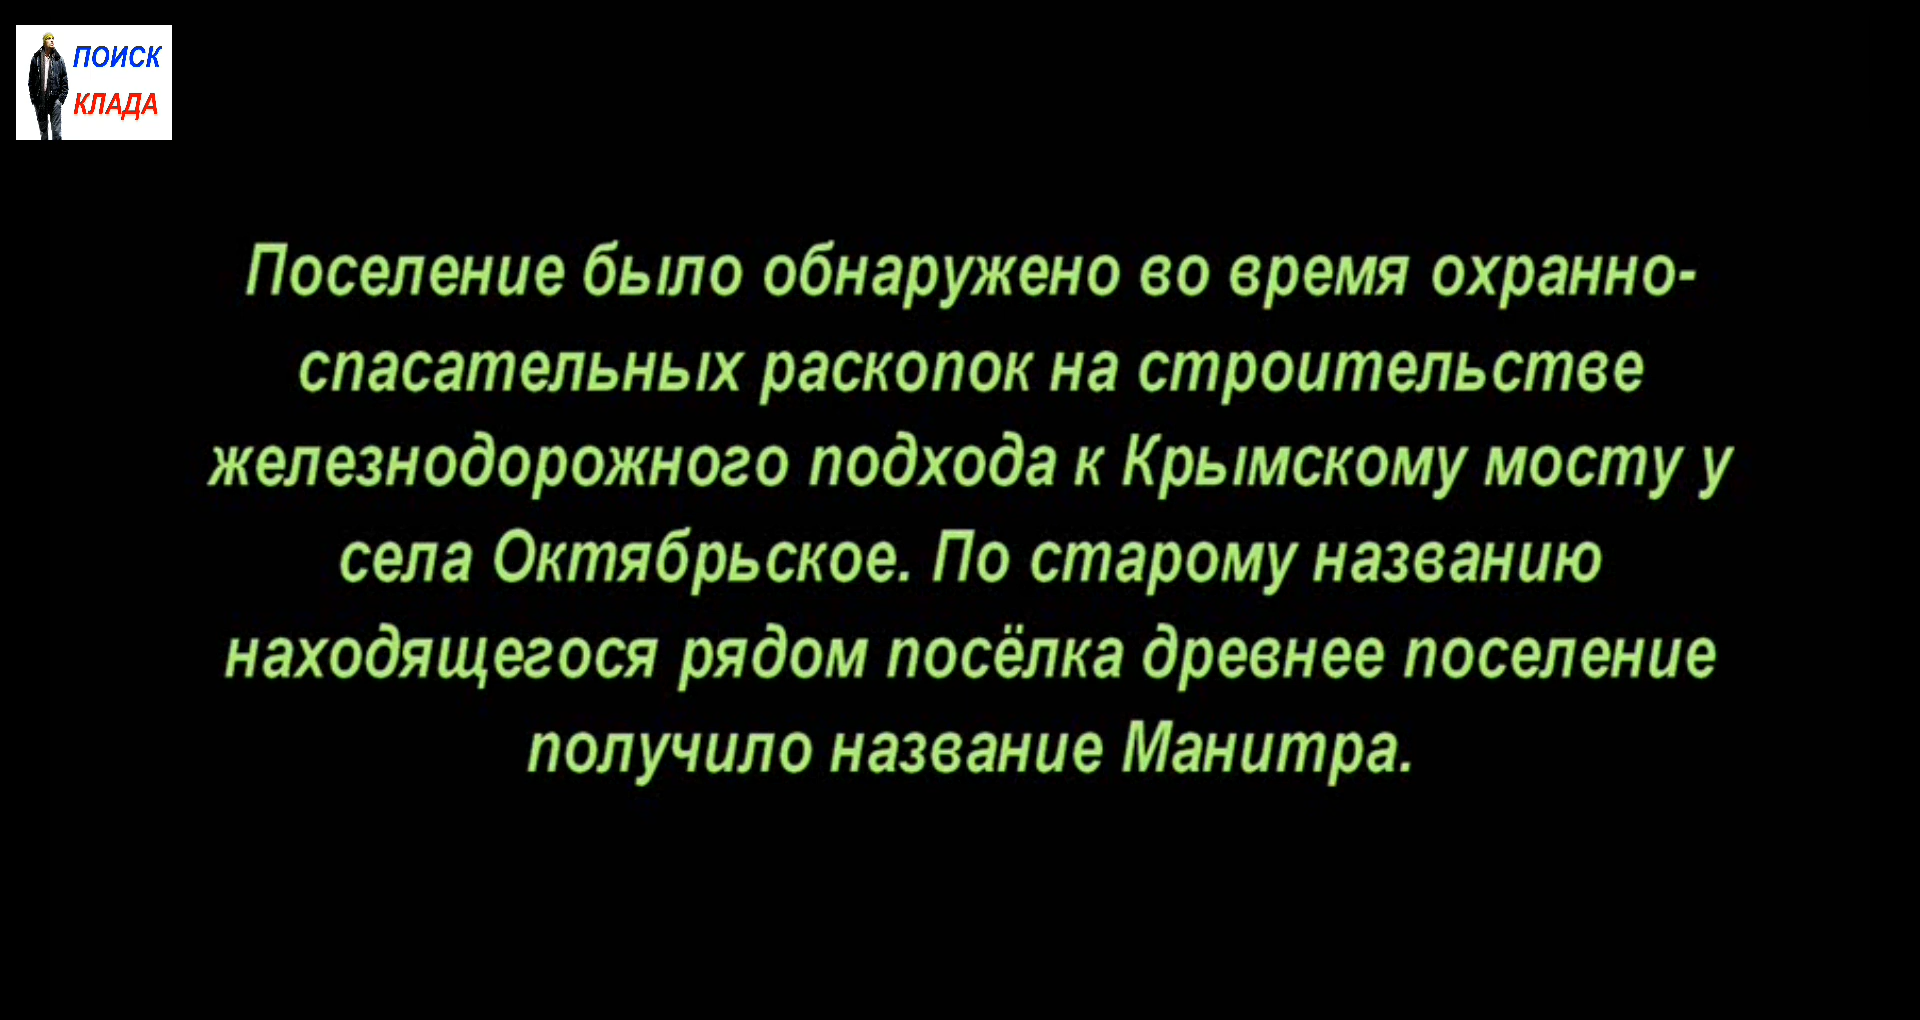 ПОИСК
КЛАДА
Поселение было обнаружено во время охранно-
спасательных раскопок на строительстве
железнодорожного подхода к Крымскому мосту у
села Октябрьское. По старому названию
находящегося рядом посёлка древнее поселение
получило название Манитра.